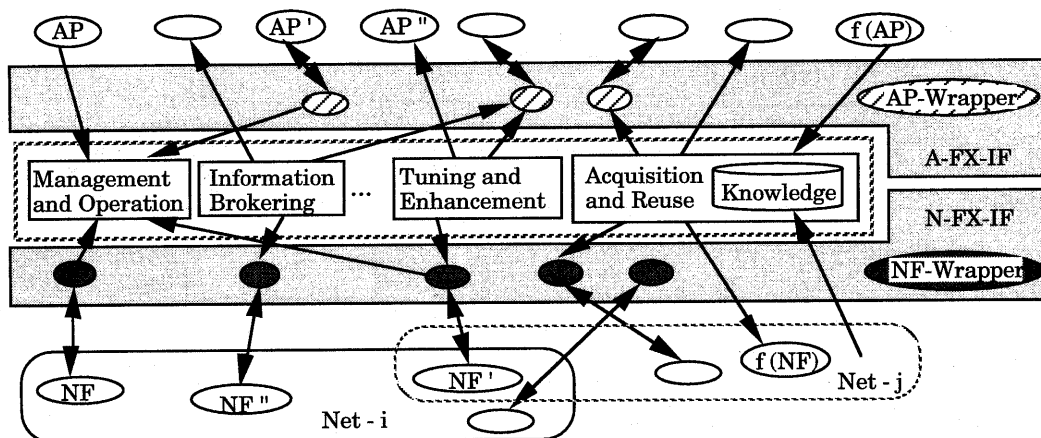 AP
AP '
AP "
f (AP)
AP-Wrapper
A-FX-IF
Management
and Operation
Information
Brokering
...
Tuning and
Enhancement
Acquisition
and Reuse
Knowledge
N-FX-IF
NF-Wrapper
NF
NF "
NF '
f (NF)
Net - j
Net - i